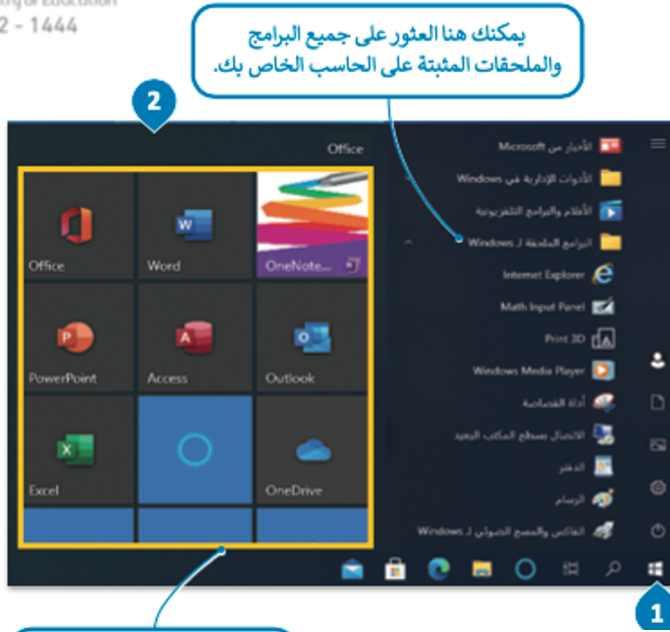 2 - 1444
يمكنك هنا العثور على جميع البرامج
والملحقات المثبتة على الحاسب الخاص بك.
2
Office
الأخبار من Microsoft
الأدوات الإدارية في Windows
الأفلام والبرامج التلفزيونية
البرامج الملحقة لـ Windows
Internet Explorer
Math Input Panel
Print 3D
Windows Media Player
أداة القصاصة
الاتصال بسطح المكتب البعيد
الدفتر
الرسام
الفاكس والمسح الضوئي لـ Windows
Office
Word
OneNote...
PowerPoint
Access
Outlook
Excel
OneDrive
1